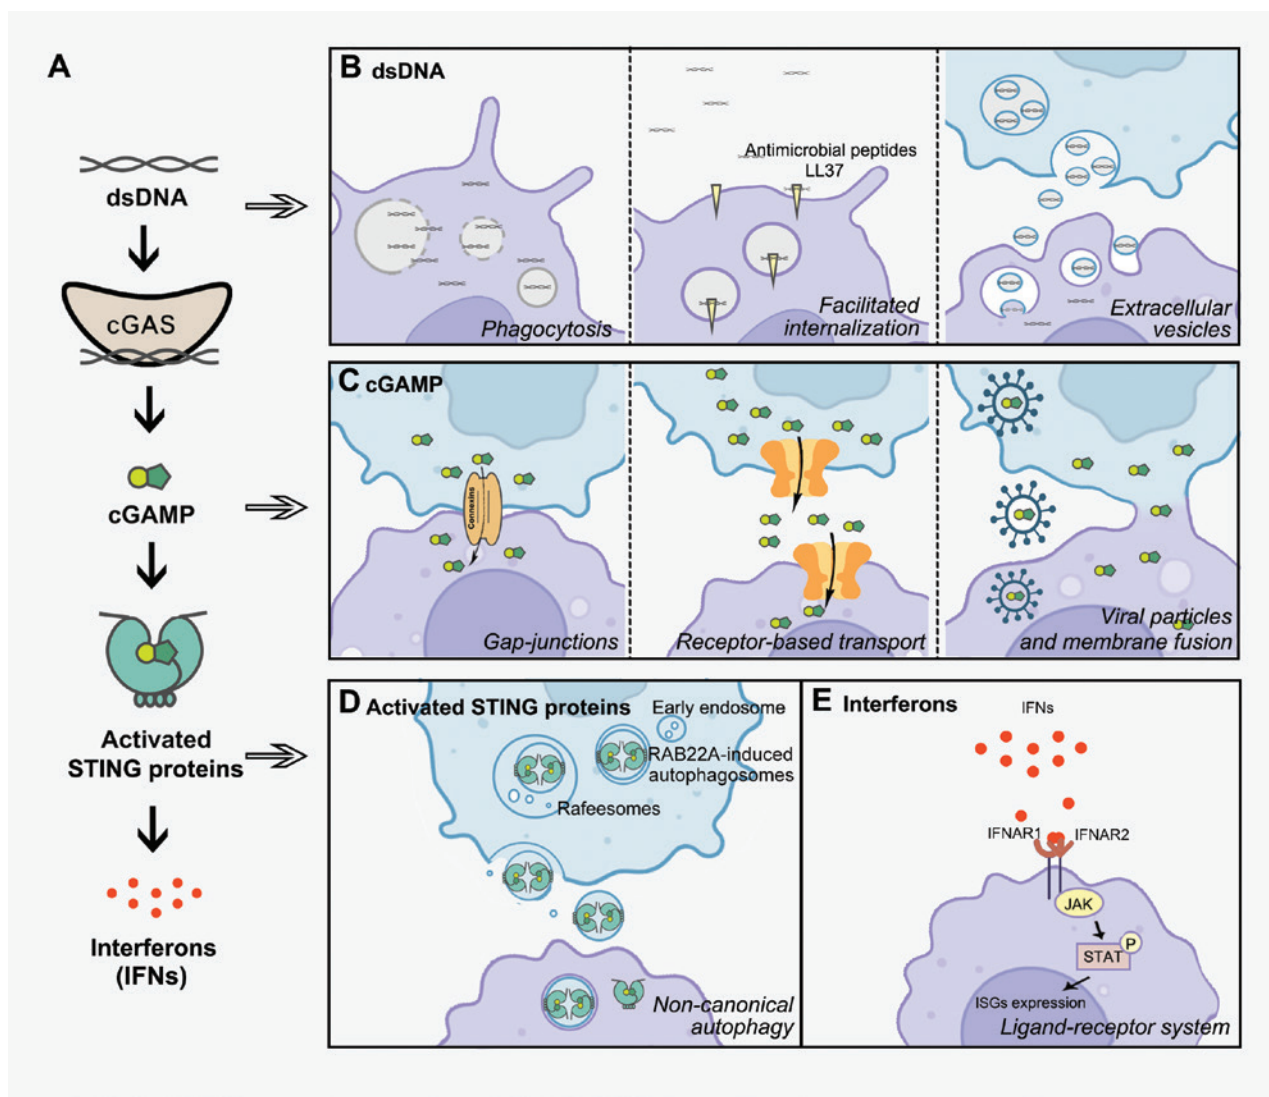 A
dsDNA
cGAS
cGAMP
Activated
STING proteins
Interferons
(IFNs)
B dsDNA
Phagocytosis
Antimicrobial peptides
LL37
Facilitated
internalization
Extracellular
vesicles
C cGAMP
Connexins
Gap-junctions
Receptor-based transport
Viral particles
and membrane fusion
D Activated STING proteins
Early endosome
RAB22A-induced
autophagosomes
Rafeesomes
Non-canonical
autophagy
E Interferons
IFNs
IFNAR1
IFNAR2
JAK
P
STAT
ISGs expression
Ligand-receptor system